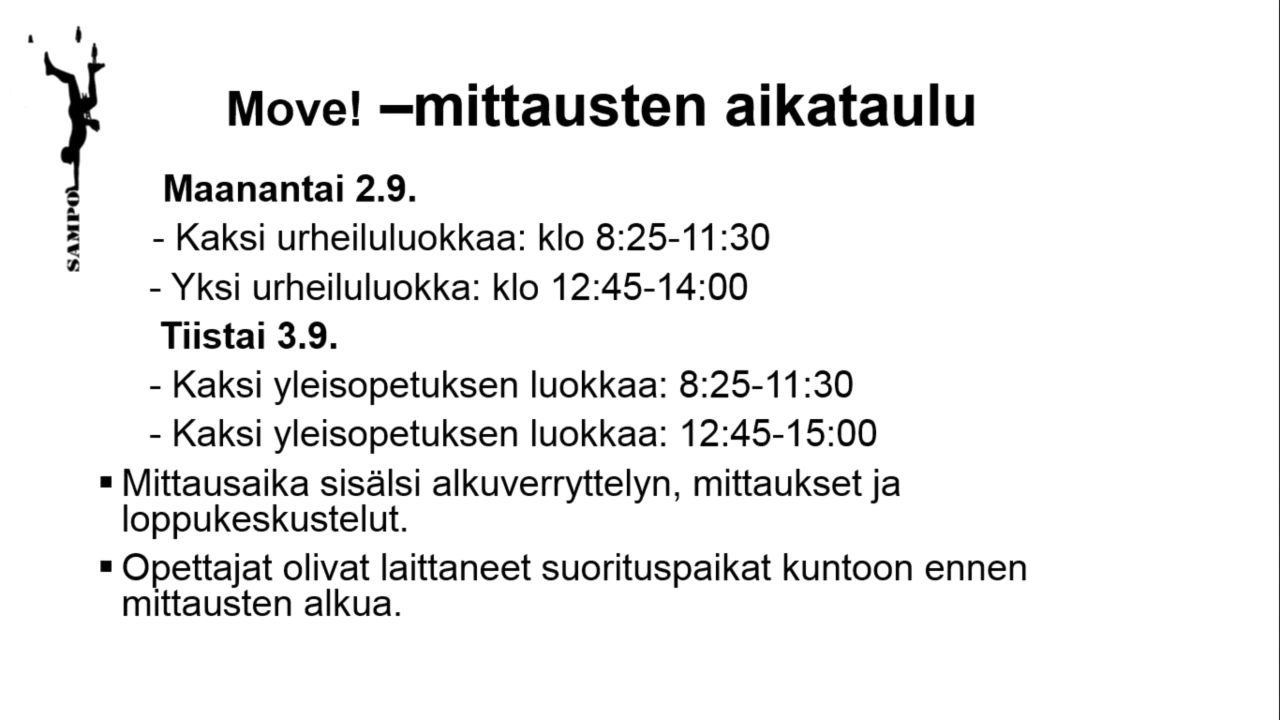 SAMPO
Move! –mittausten aikataulu
Maanantai 2.9.
- Kaksi urheiluluokkaa: klo 8:25-11:30
- Yksi urheiluluokka: klo 12:45-14:00
Tiistai 3.9.
- Kaksi yleisopetuksen luokkaa: 8:25-11:30
- Kaksi yleisopetuksen luokkaa: 12:45-15:00
▪ Mittausaika sisälsi alkuverryttelyn, mittaukset ja
loppukeskustelut.
▪ Opettajat olivat laittaneet suorituspaikat kuntoon ennen
mittausten alkua.